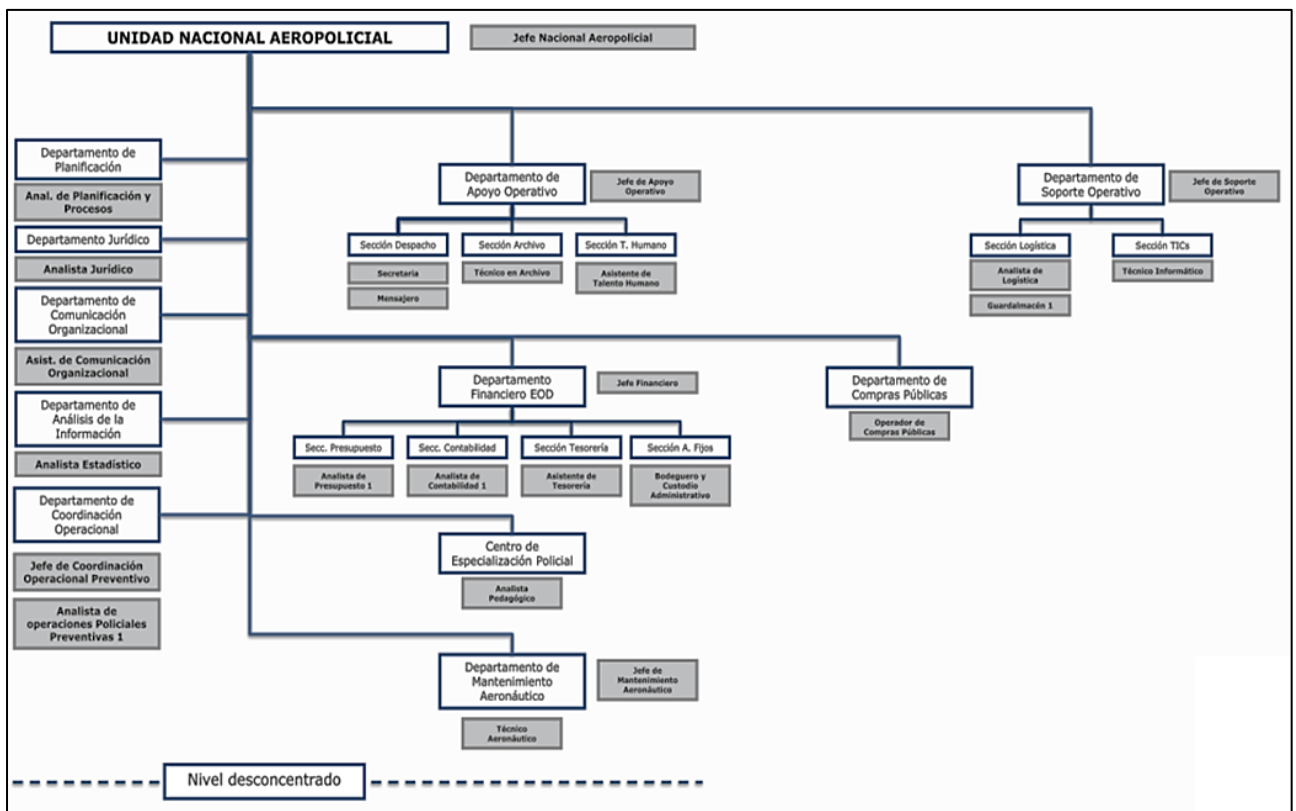 UNIDAD NACIONAL AEROPOLICIAL
Jefe Nacional Aeropolicial
Departamento de
Planificación
Anal. de Planificación y
Procesos
Departamento Jurídico
Analista Jurídico
Departamento de
Comunicación
Organizacional
Asist. de Comunicación
Organizacional
Departamento de
Análisis de la
Información
Analista Estadístico
Departamento de
Coordinación
Operacional
Jefe de Coordinación
Operacional Preventivo
Analista de
operaciones Policiales
Preventivas 1
Departamento de
Apoyo Operativo
Jefe de Apoyo
Operativo
Sección Despacho
Secretaria
Mensajero
Sección Archivo
Técnico en Archivo
Sección T. Humano
Asistente de
Talento Humano
Departamento de
Soporte Operativo
Jefe de Soporte
Operativo
Sección Logística
Analista de
Logística
Guardalmacén 1
Sección TICs
Técnico Informático
Departamento
Financiero EOD
Jefe Financiero
Secc. Presupuesto
Analista de
Presupuesto 1
Secc. Contabilidad
Analista de
Contabilidad 1
Sección Tesorería
Asistente de
Tesorería
Sección A. Fijos
Bodeguero y
Custodio
Administrativo
Departamento de
Compras Públicas
Operador de
Compras Públicas
Centro de
Especialización Policial
Analista
Pedagógico
Departamento de
Mantenimiento
Aeronáutico
Jefe de
Mantenimiento
Aeronáutico
Técnico
Aeronáutico
Nivel desconcentrado